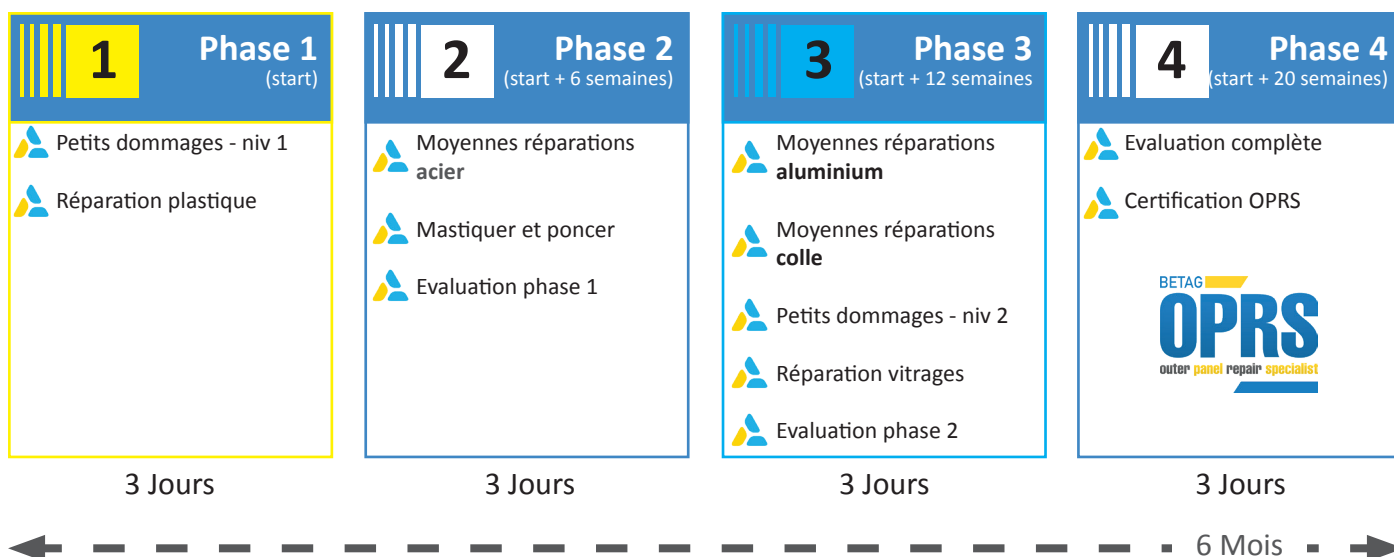 1
Phase 1
(start)
Petits dommages - niv 1
Réparation plastique
3 Jours
2
Phase 2
(start + 6 semaines)
Moyennes réparations
acier
Mastiquer et poncer
Evaluation phase 1
3 Jours
3
Phase 3
(start + 12 semaines
Moyennes réparations
aluminium
Moyennes réparations
colle
Petits dommages - niv 2
Réparation vitrages
Evaluation phase 2
3 Jours
4
Phase 4
(start + 20 semaines)
Evaluation complète
Certification OPRS
BETAG
OPRS
outer panel repair specialist
3 Jours
6 Mois